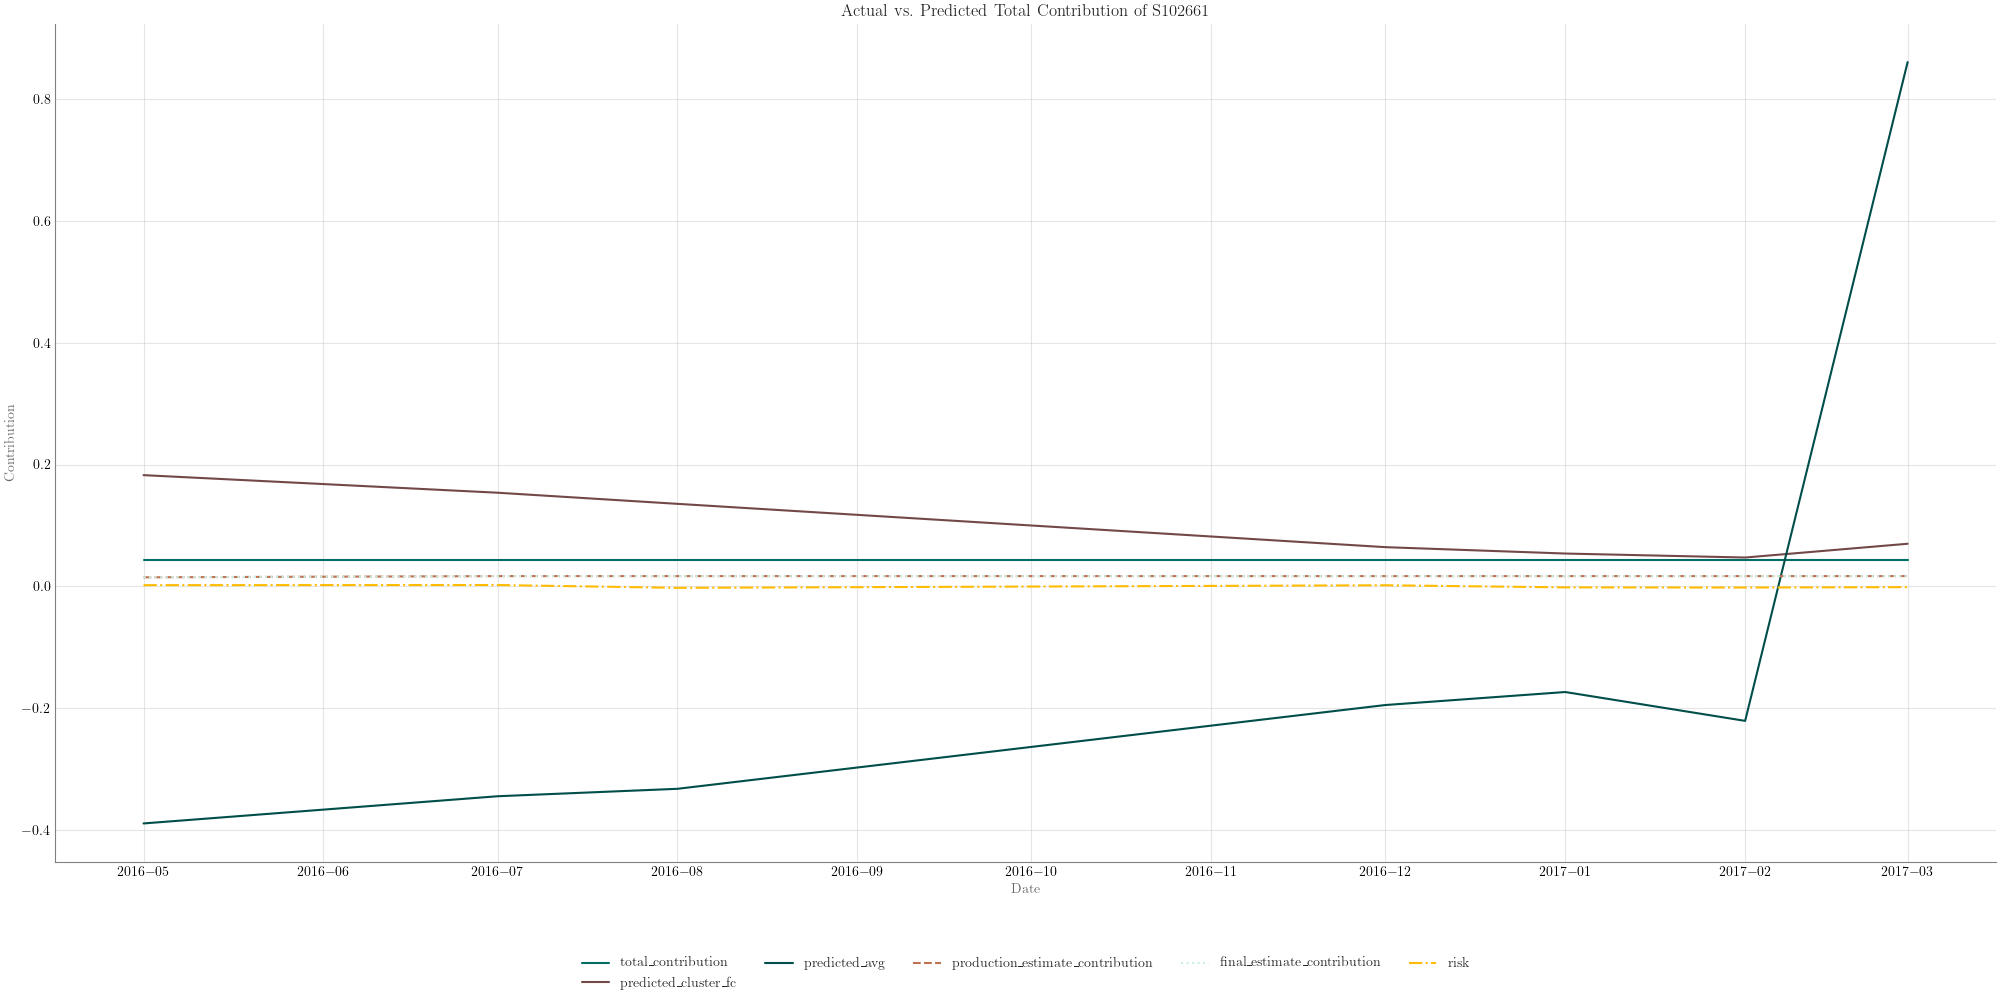 Actual vs. Predicted Total Contribution of S102661
Contribution
0.8
0.6
0.4
0.2
0.0
−0.2
−0.4
2016−05 2016−06 2016−07 2016−08 2016−09 2016−10 2016−11 2016−12 2017−01 2017−02 2017−03
Date
total_contribution predicted_avg production_estimate_contribution final_estimate_contribution risk
predicted_cluster_fc